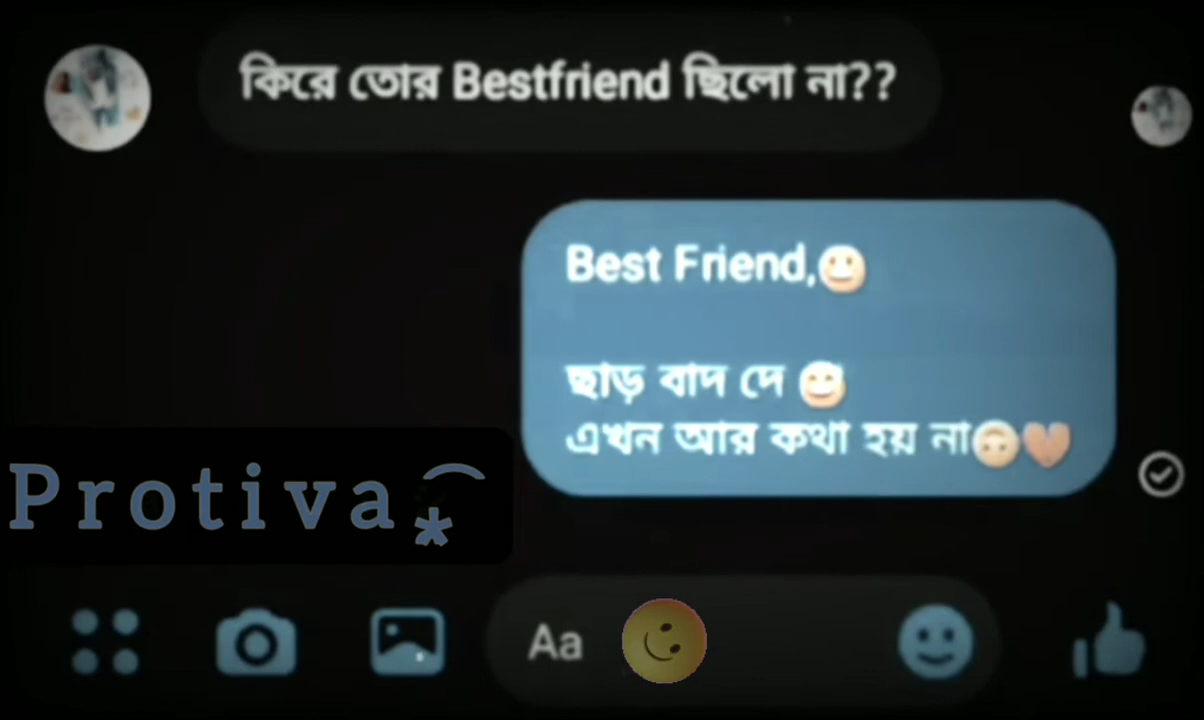 কিরে তোর Bestfriend ছিলো না??
Best Friend,😀
ছাড় বাদ দে 😅
এখন আর কথা হয় না🙃❤️
Protiva
Aa